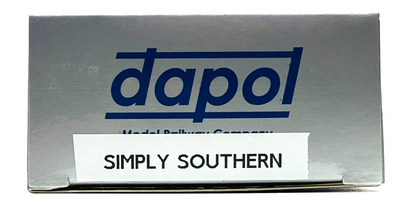 dapol
Model Railway Company
SIMPLY SOUTHERN